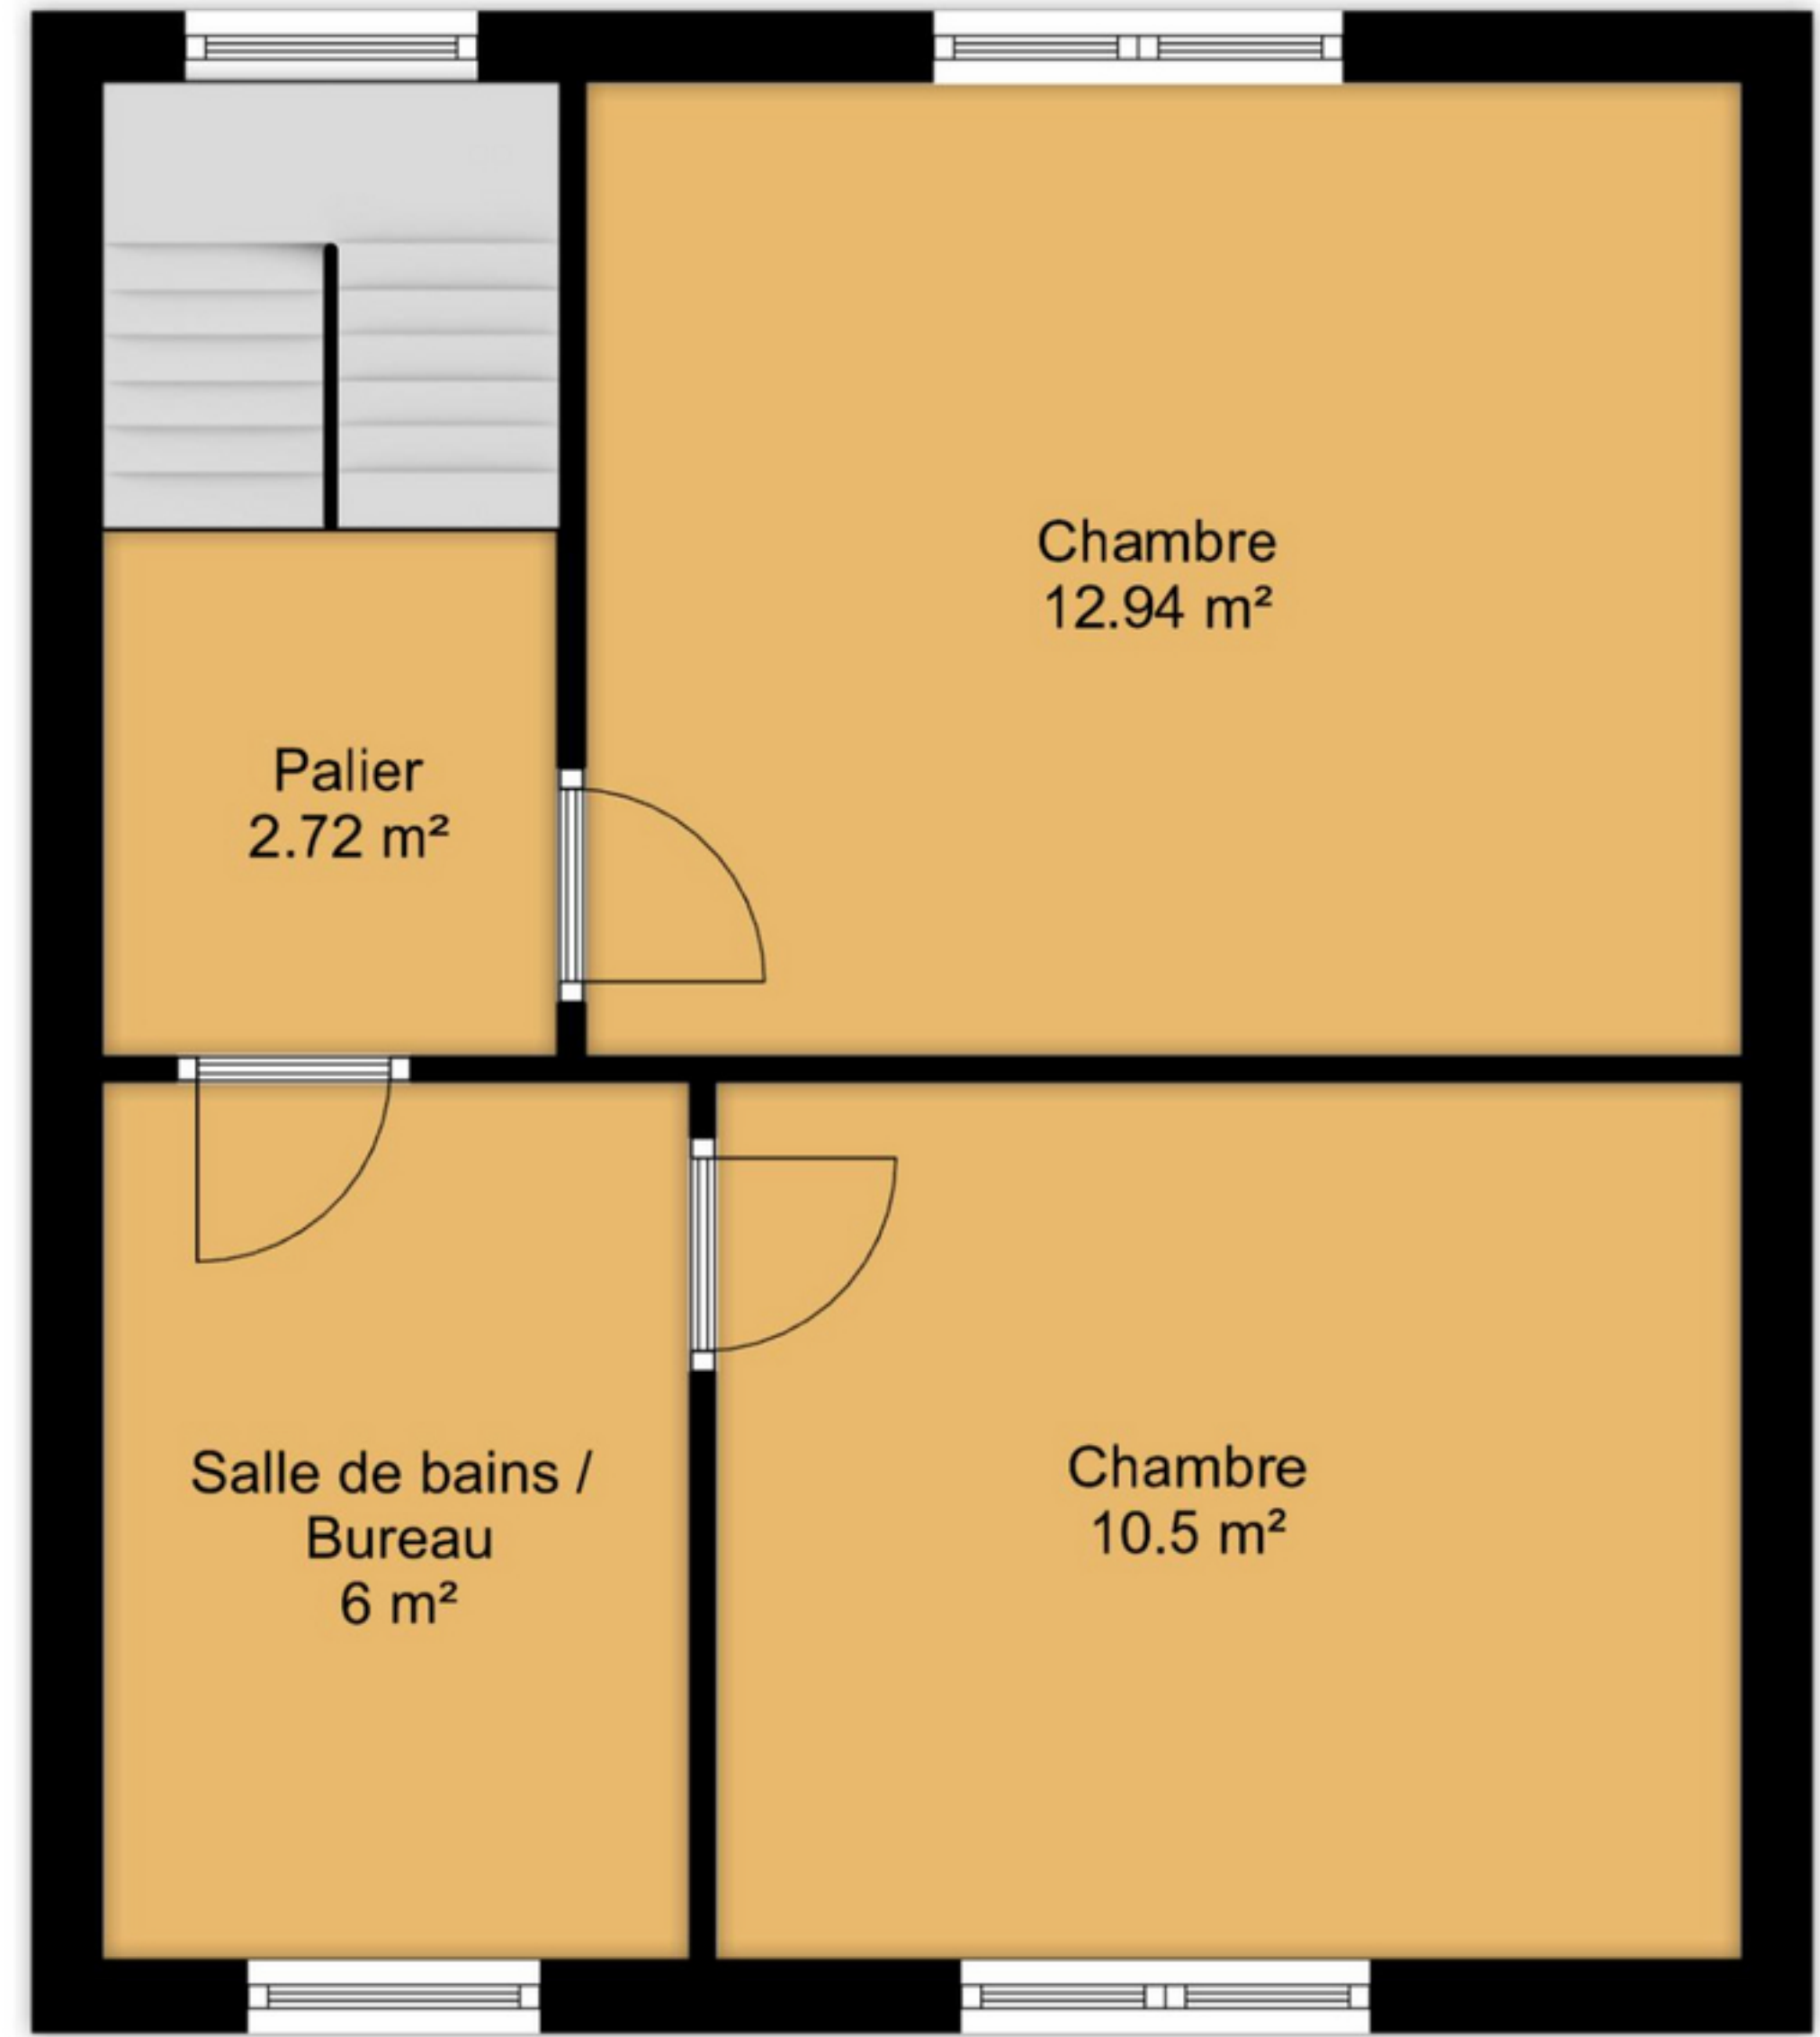 Chambre
12.94 m²
Palier
2.72 m²
Salle de bains /
Bureau
6 m²
Chambre
10.5 m²